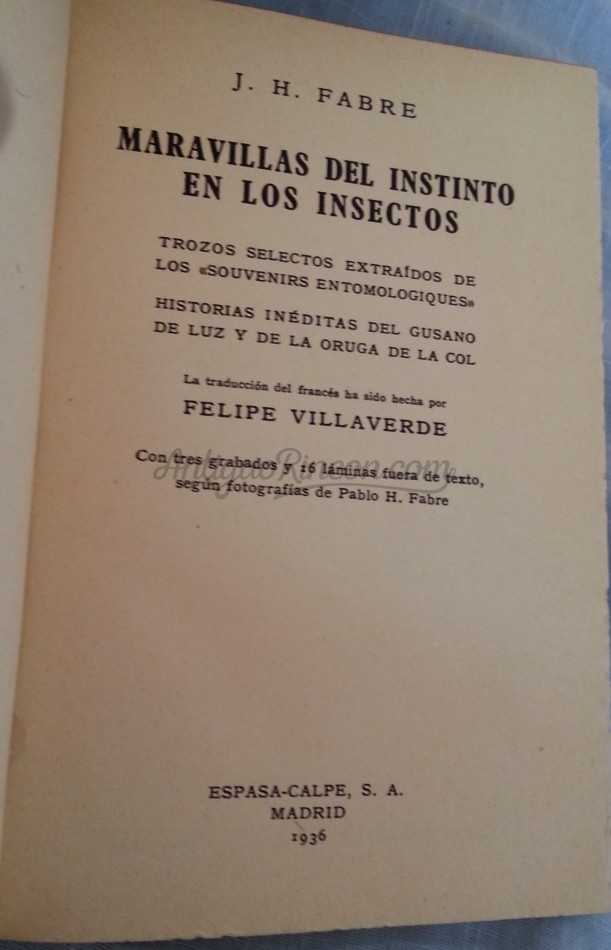 J. H. FABRE
MARAVILLAS DEL INSTINTO
EN LOS INSECTOS
TROZOS SELECTOS EXTRAÍDOS DE
LOS «SOUVENIRS ENTOMOLOGIQUES»
HISTORIAS INÉDITAS DEL GUSANO
DE LUZ Y DE LA ORUGA DE LA COL
La traducción del francés ha sido hecha por
FELIPE VILLAVERDE
Con tres grabados y 16 láminas fuera de texto,
AntiguoRincon.com
según fotografías de Pablo H. Fabre
ESPASA-CALPE, S. A.
MADRID
1936